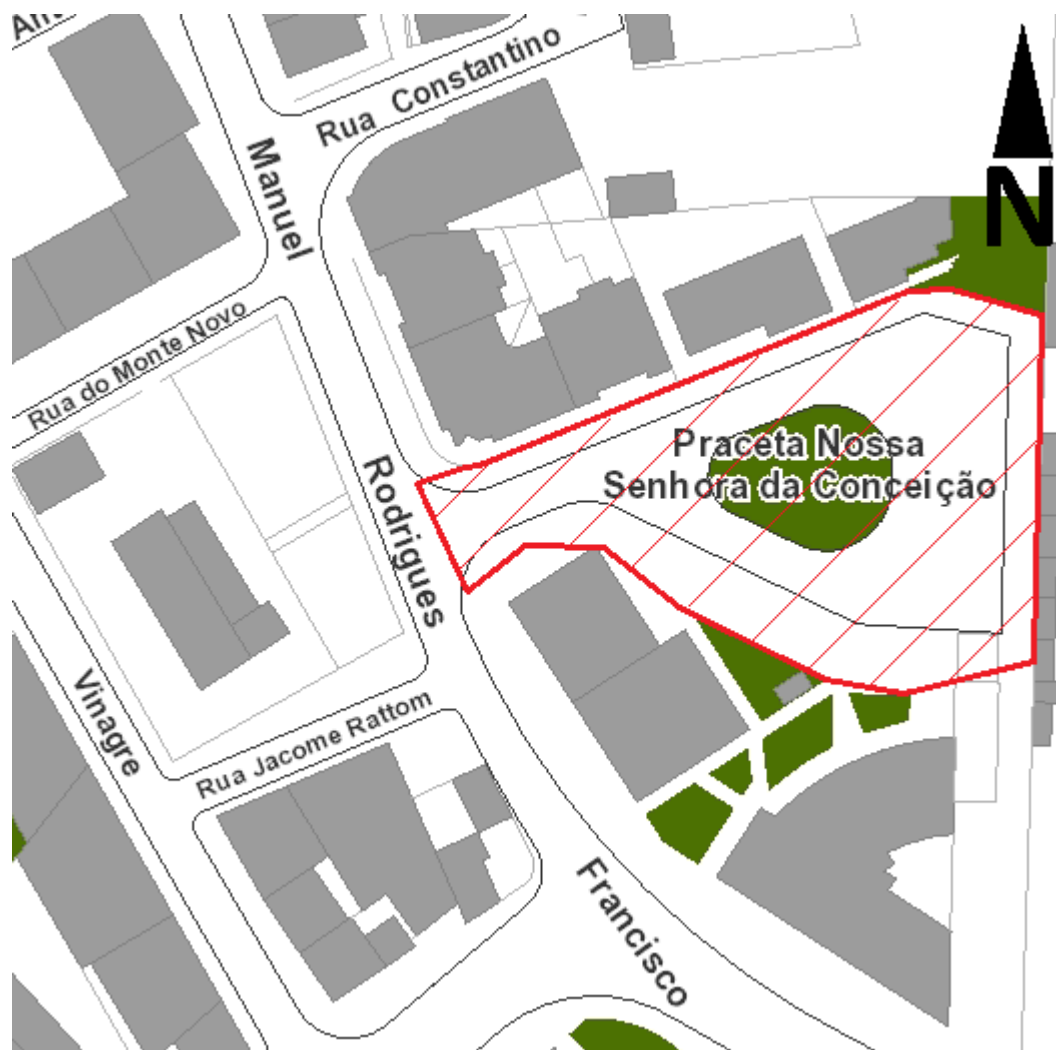 Rua Constantino
Manuel
N
Rua do Monte Novo
Praceta Nossa
Senhora da Conceição
Rodrigues
Vinagre
Rua Jacome Rattom
Francisco